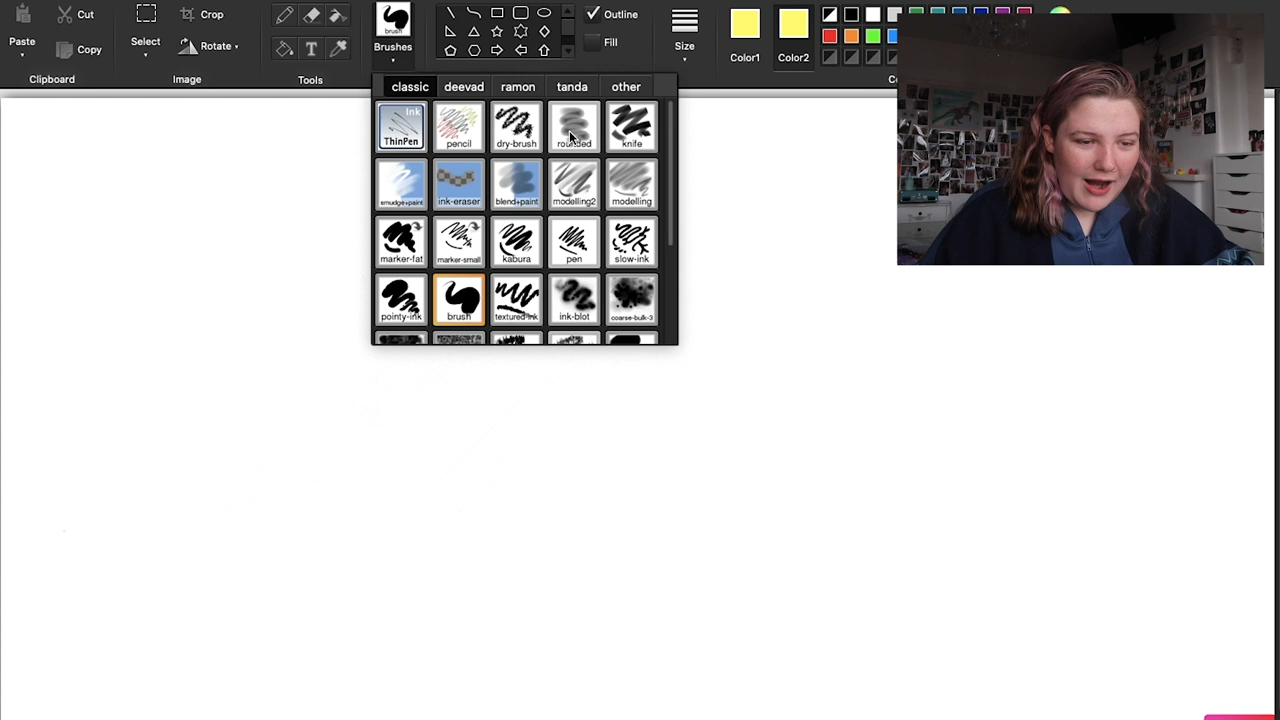 Cut
Crop
brush
Outline
Paste
Copy
Select
Rotate
Brushes
Fill
Size
Color1
Color2
Clipboard
Image
Tools
classic
deevad
ramon
tanda
other
Ink
ThinPen
pencil
dry-brush
rounded
knife
smudge+paint
ink-eraser
blend+paint
modelling2
modelling
marker-fat
marker-small
kabura
pen
slow-ink
pointy-ink
brush
textured-ink
ink-blot
coarse-bulk-3